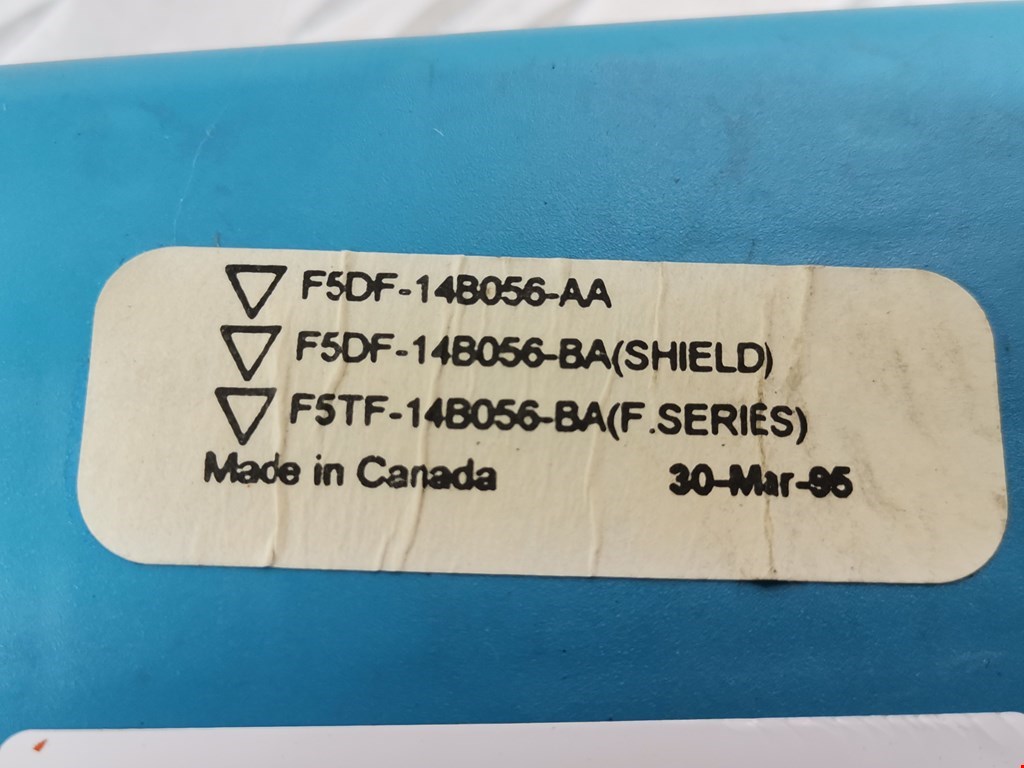 ▽ F5DF-14B056-AA
▽ F5DF-14B056-BA(SHIELD)
▽ F5TF-14B056-BA(F.SERIES)
Made in Canada 30-Mar-95